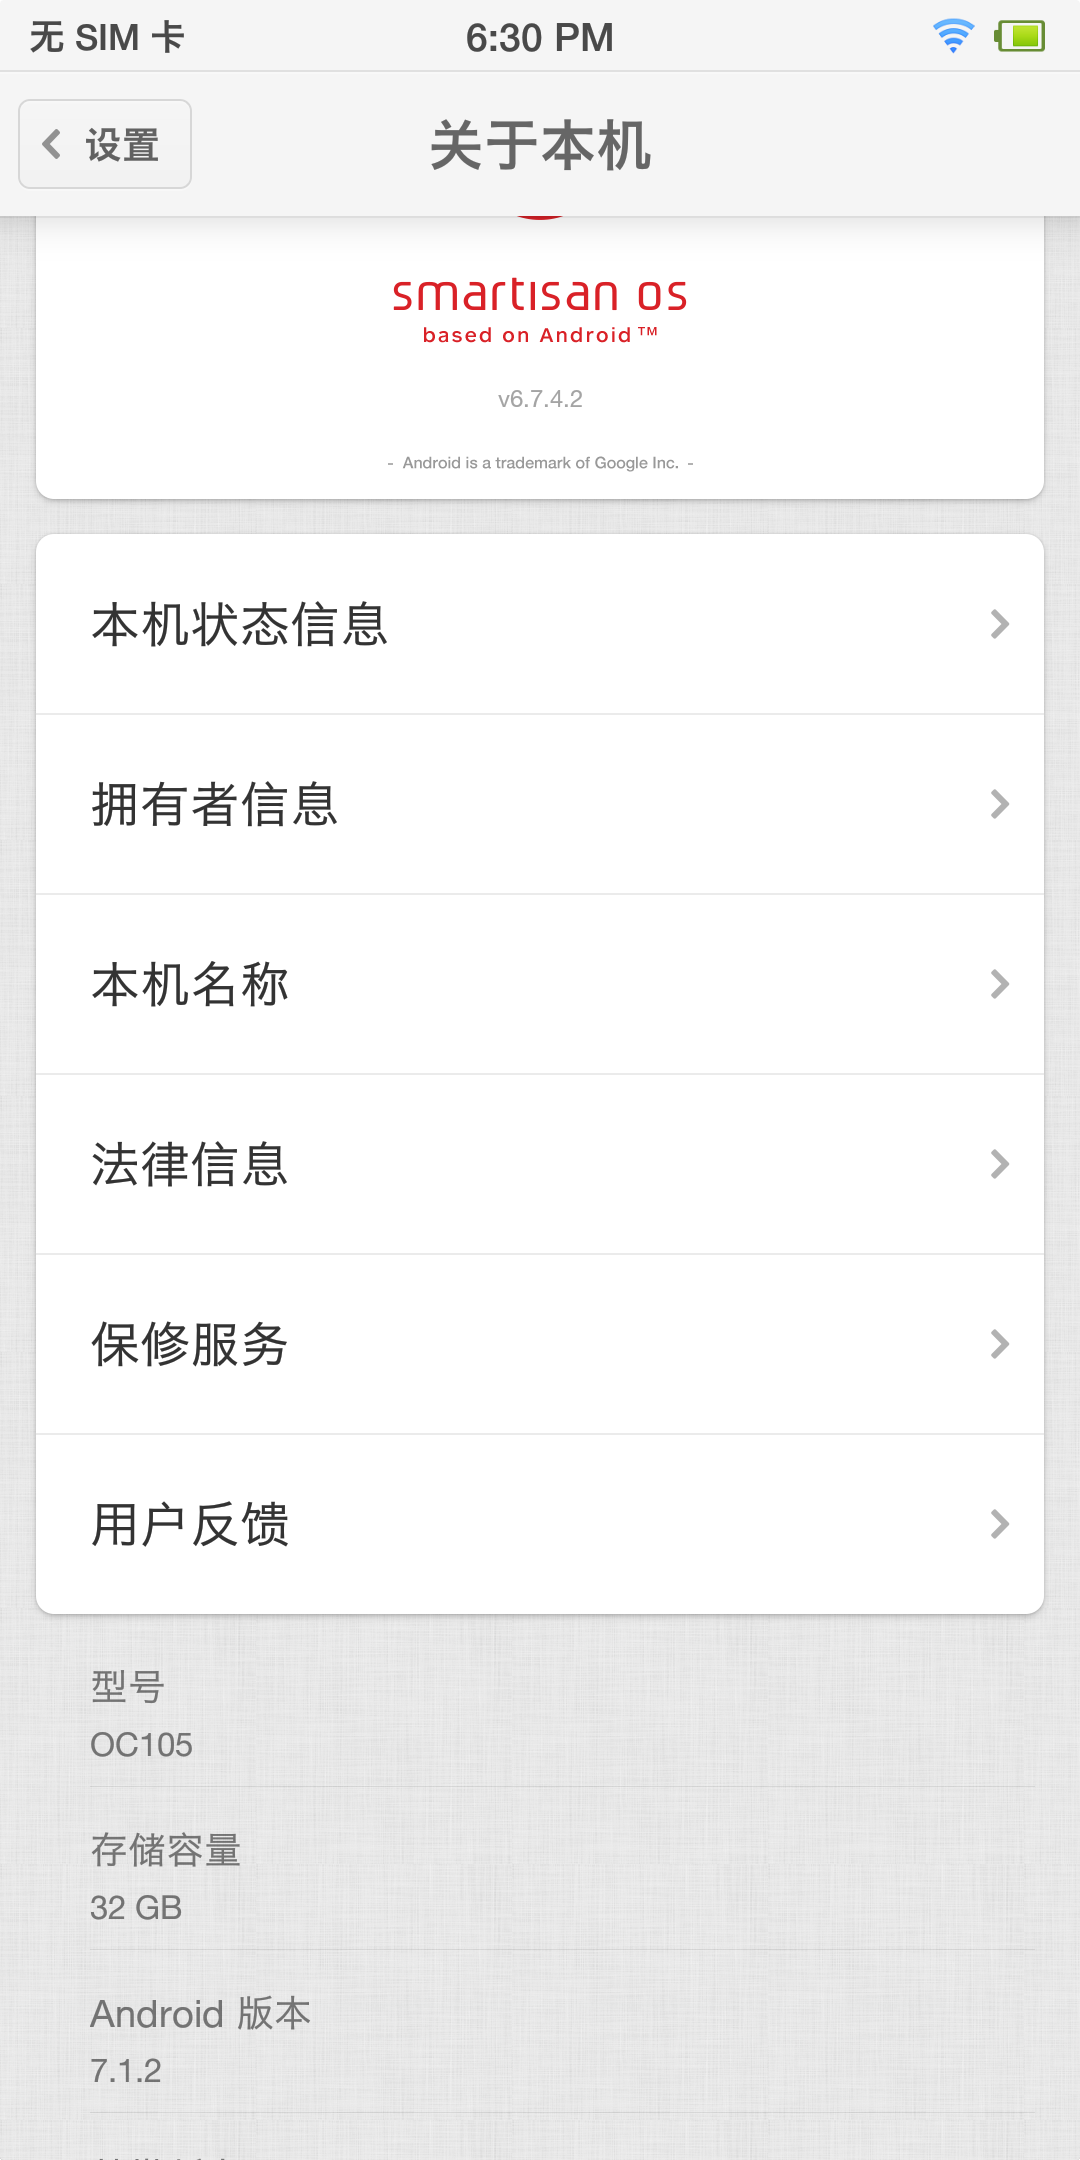 无 SIM 卡
6:30 PM
设置
关于本机
smartisan os
based on Android™
v6.7.4.2
- Android is a trademark of Google Inc. -
本机状态信息
拥有者信息
本机名称
法律信息
保修服务
用户反馈
型号
OC105
存储容量
32 GB
Android 版本
7.1.2